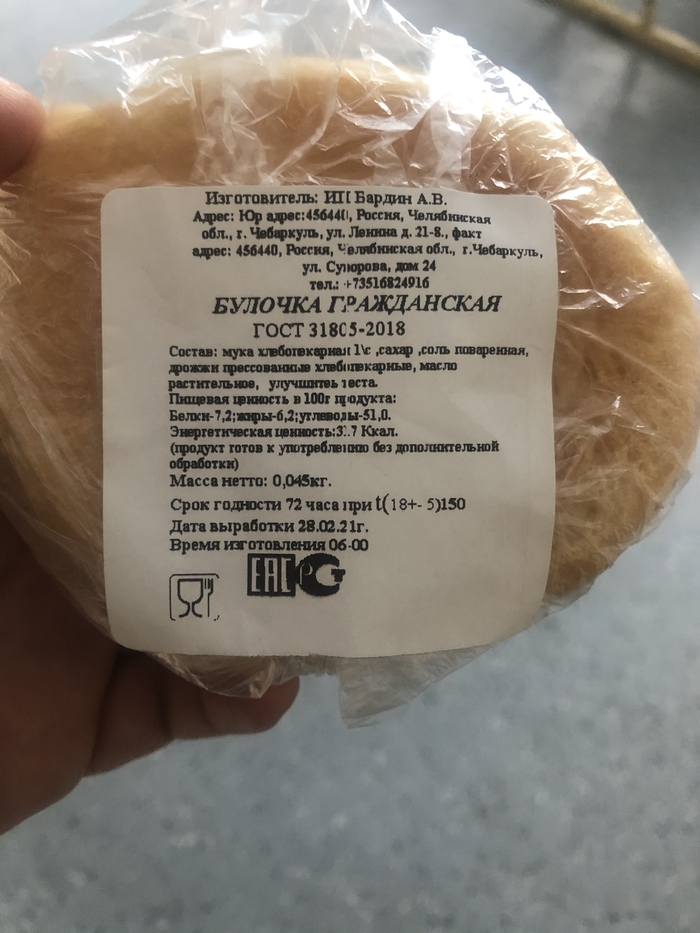 Изготовитель: ИП Бардин А.В.
Адрес: Юр адрес:456440, Россия, Челябинская
обл., г. Чебаркуль, ул. Ленина д. 21-8., факт
адрес: 456440, Россия, Челябинская обл., г.Чебаркуль,
ул. Суворова, дом 24
тел.: +73516824916
БУЛОЧКА ГРАЖДАНСКАЯ
ГОСТ 31805-2018
Состав: мука хлебопекарная 1\с ,сахар ,соль поваренная,
дрожжи прессованные хлебопекарные, масло
растительное, улучшитель теста.
Пищевая ценность в 100г продукта:
Белки-7,2;жиры-6,2;углеводы-51,0.
Энергетическая ценность: Ккал.
(продукт готов к употреблению без дополнительной
обработки)
Масса нетто: 0,045кг.
Срок годности 72 часа при t(18+- 5)150
Дата выработки 28.02.21г.
Время изготовления 06-00
ЕАС РСТ